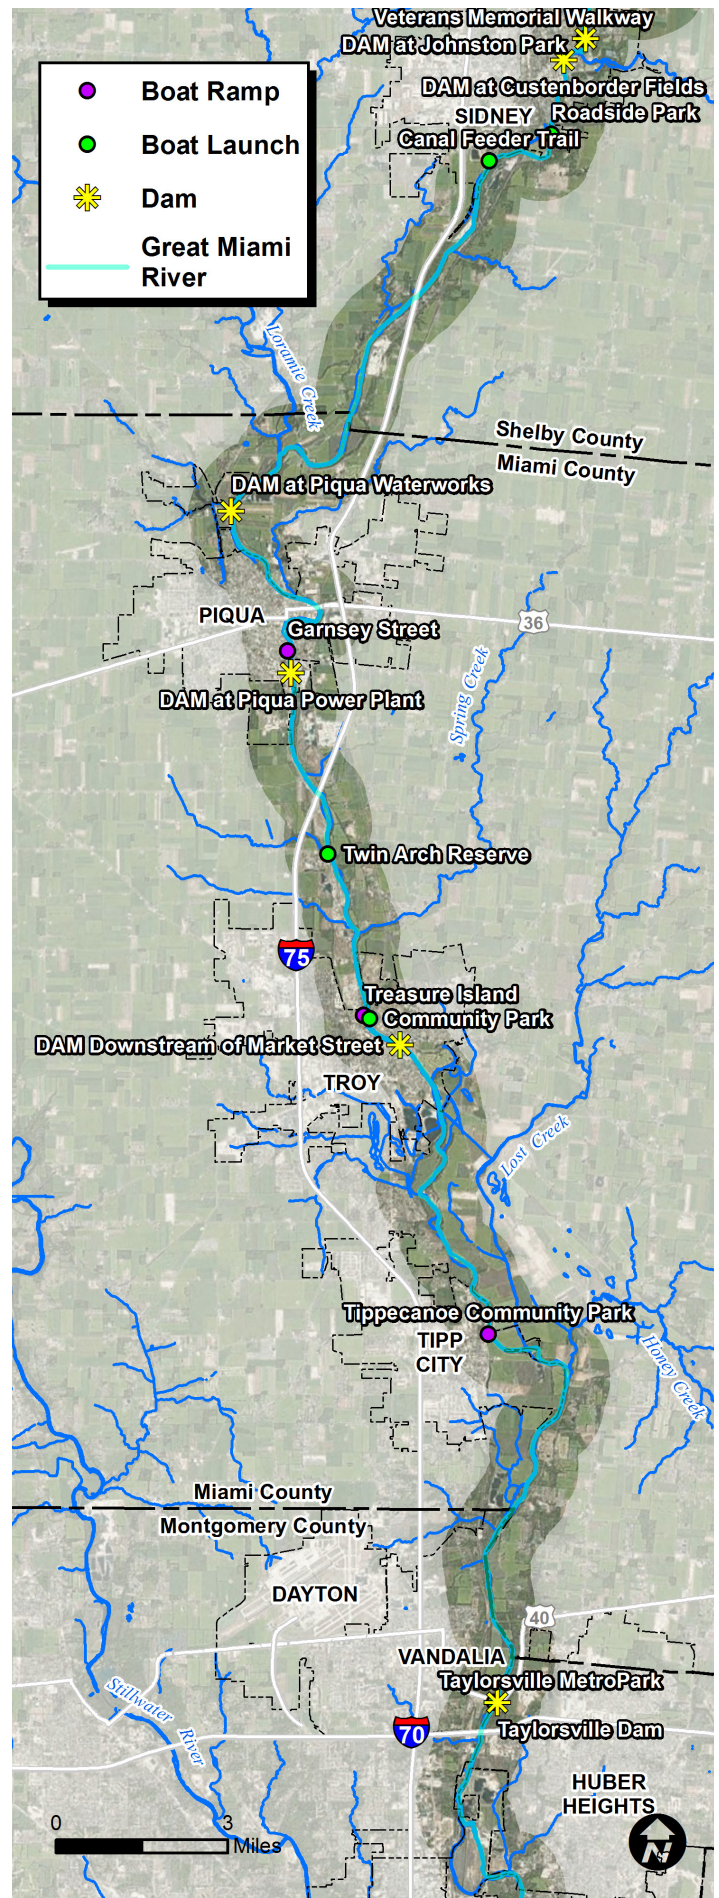 Veterans Memorial Walkway
DAM at Johnston Park
DAM at Custenborder Fields
Roadside Park
SIDNEY
Canal Feeder Trail
Boat Ramp
Boat Launch
Dam
Great Miami
River
Loramie Creek
Shelby County
Miami County
DAM at Piqua Waterworks
PIQUA
36
Garnsey Street
Spring Creek
DAM at Piqua Power Plant
Twin Arch Reserve
75
Treasure Island
Community Park
DAM Downstream of Market Street
TROY
Lost Creek
Tippecanoe Community Park
TIPP
CITY
Honey Creek
Miami County
Montgomery County
DAYTON
40
VANDALIA
Taylorsville MetroPark
Stillwater River
70
Taylorsville Dam
HUBER
HEIGHTS
0 3
Miles
N